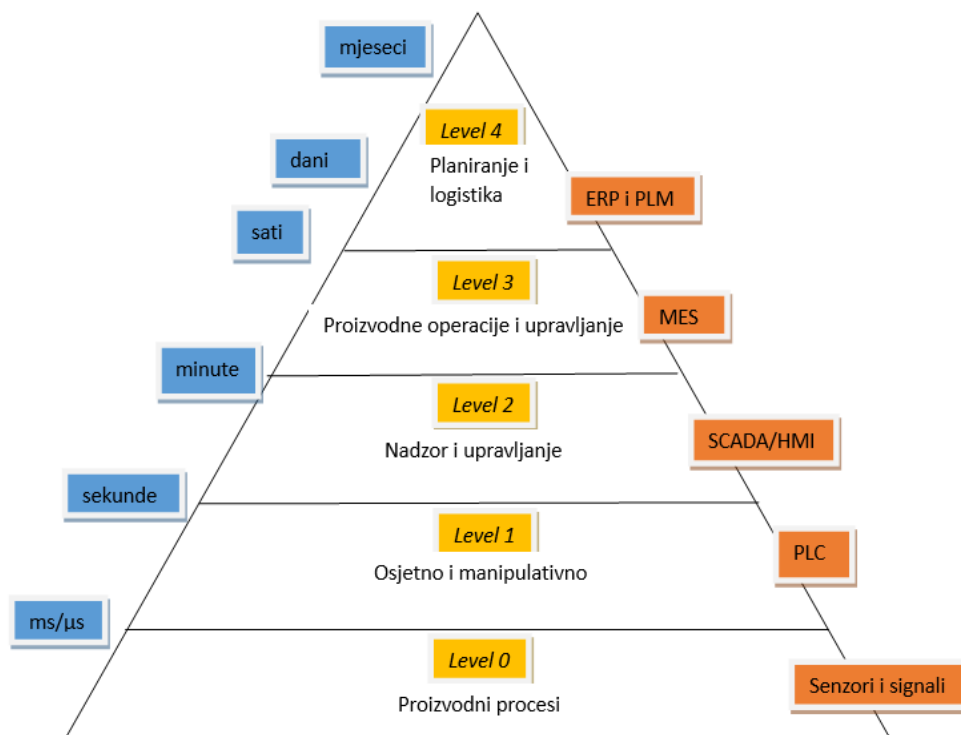 mjeseci
Level 4
dani
Planiranje i
logistika
ERP i PLM
sati
Level 3
Proizvodne operacije i upravljanje
MES
minute
Level 2
Nadzor i upravljanje
SCADA/HMI
sekunde
Level 1
Osjetno i manipulativno
PLC
ms/µs
Level 0
Proizvodni procesi
Senzori i signali